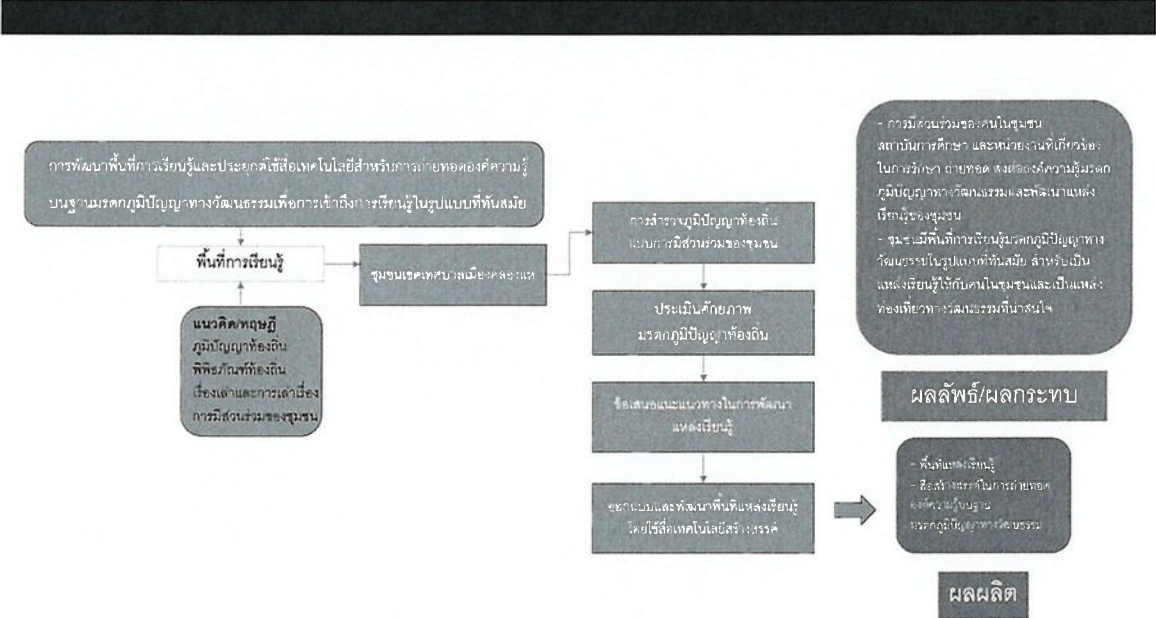 การพัฒนาพื้นที่การเรียนรู้และประยุกต์ใช้สื่อเทคโนโลยีสำหรับการถ่ายทอดองค์ความรู้
บนฐานมรดกภูมิปัญญาทางวัฒนธรรมเพื่อการเข้าถึงการเรียนรู้ในรูปแบบที่ทันสมัย
พื้นที่การเรียนรู้
แนวคิด/ทฤษฎี
ภูมิปัญญาท้องถิ่น
พิพิธภัณฑ์ท้องถิ่น
เรื่องเล่าและการเล่าเรื่อง
การมีส่วนร่วมของชุมชน
ชุมชนเขตเทศบาลเมืองคลองแห
การสำรวจภูมิปัญญาท้องถิ่น
แบบการมีส่วนร่วมของชุมชน
ประเมินศักยภาพ
มรดกภูมิปัญญาท้องถิ่น
ข้อเสนอแนะแนวทางในการพัฒนา
แหล่งเรียนรู้
ออกแบบและพัฒนาพื้นที่แหล่งเรียนรู้
โดยใช้สื่อเทคโนโลยีสร้างสรรค์
- การมีส่วนร่วมของคนในชุมชน
สถาบันการศึกษา และหน่วยงานที่เกี่ยวข้อง
ในการรักษา ถ่ายทอด ส่งต่อองค์ความรู้มรดก
ภูมิปัญญาทางวัฒนธรรมและพัฒนาแหล่ง
เรียนรู้ของชุมชน
- ชุมชนมีพื้นที่การเรียนรู้มรดกภูมิปัญญาทาง
วัฒนธรรมในรูปแบบที่ทันสมัย สำหรับเป็น
แหล่งเรียนรู้ให้กับคนในชุมชนและเป็นแหล่ง
ท่องเที่ยวทางวัฒนธรรมที่น่าสนใจ
ผลลัพธ์/ผลกระทบ
- พื้นที่แหล่งเรียนรู้
- สื่อสร้างสรรค์ในการถ่ายทอด
องค์ความรู้บนฐาน
มรดกภูมิปัญญาทางวัฒนธรรม
ผลผลิต